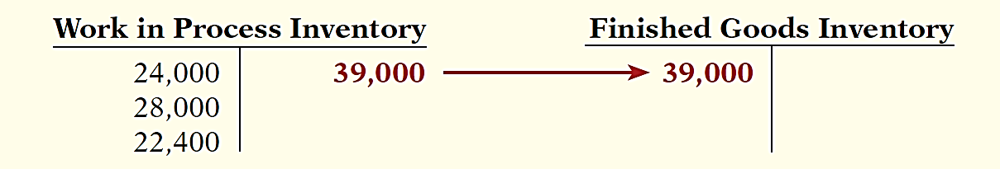 Work in Process Inventory Finished Goods Inventory
24,000 39,000 39,000
28,000
22,400